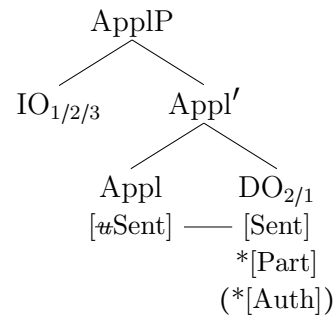 ApplP
IO1/2/3 Appl′
Appl DO2/1
[uSent] [Sent]
*[Part]
(*[Auth])